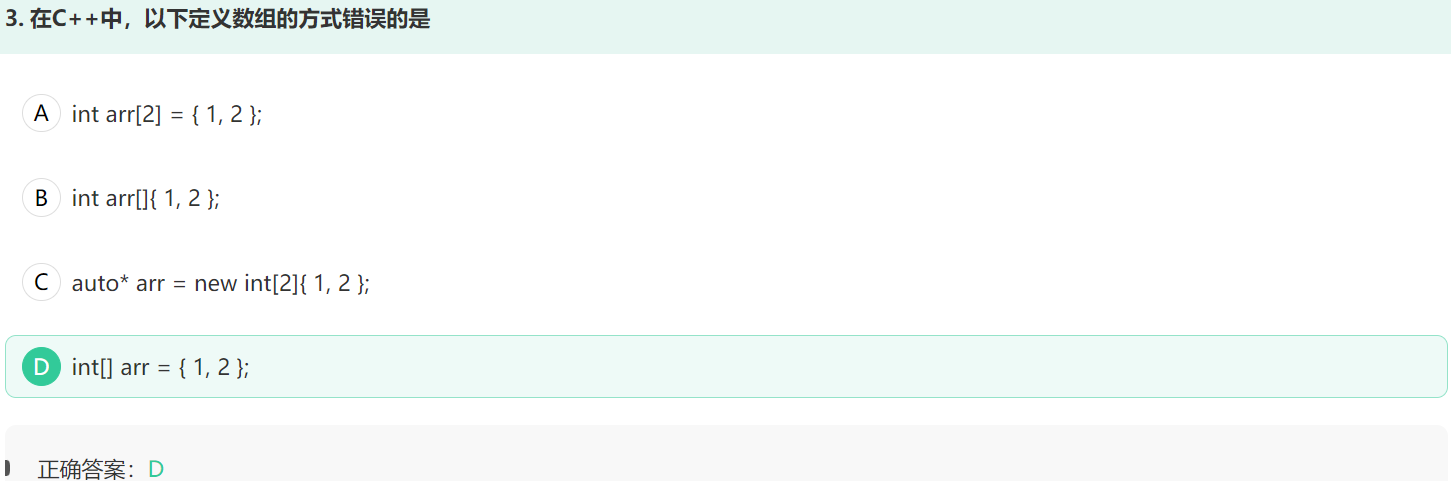 3. 在C++中，以下定义数组的方式错误的是
A int arr[2] = { 1, 2 };
B int arr[]{ 1, 2 };
C auto* arr = new int[2]{ 1, 2 };
D int[] arr = { 1, 2 };
正确答案：D